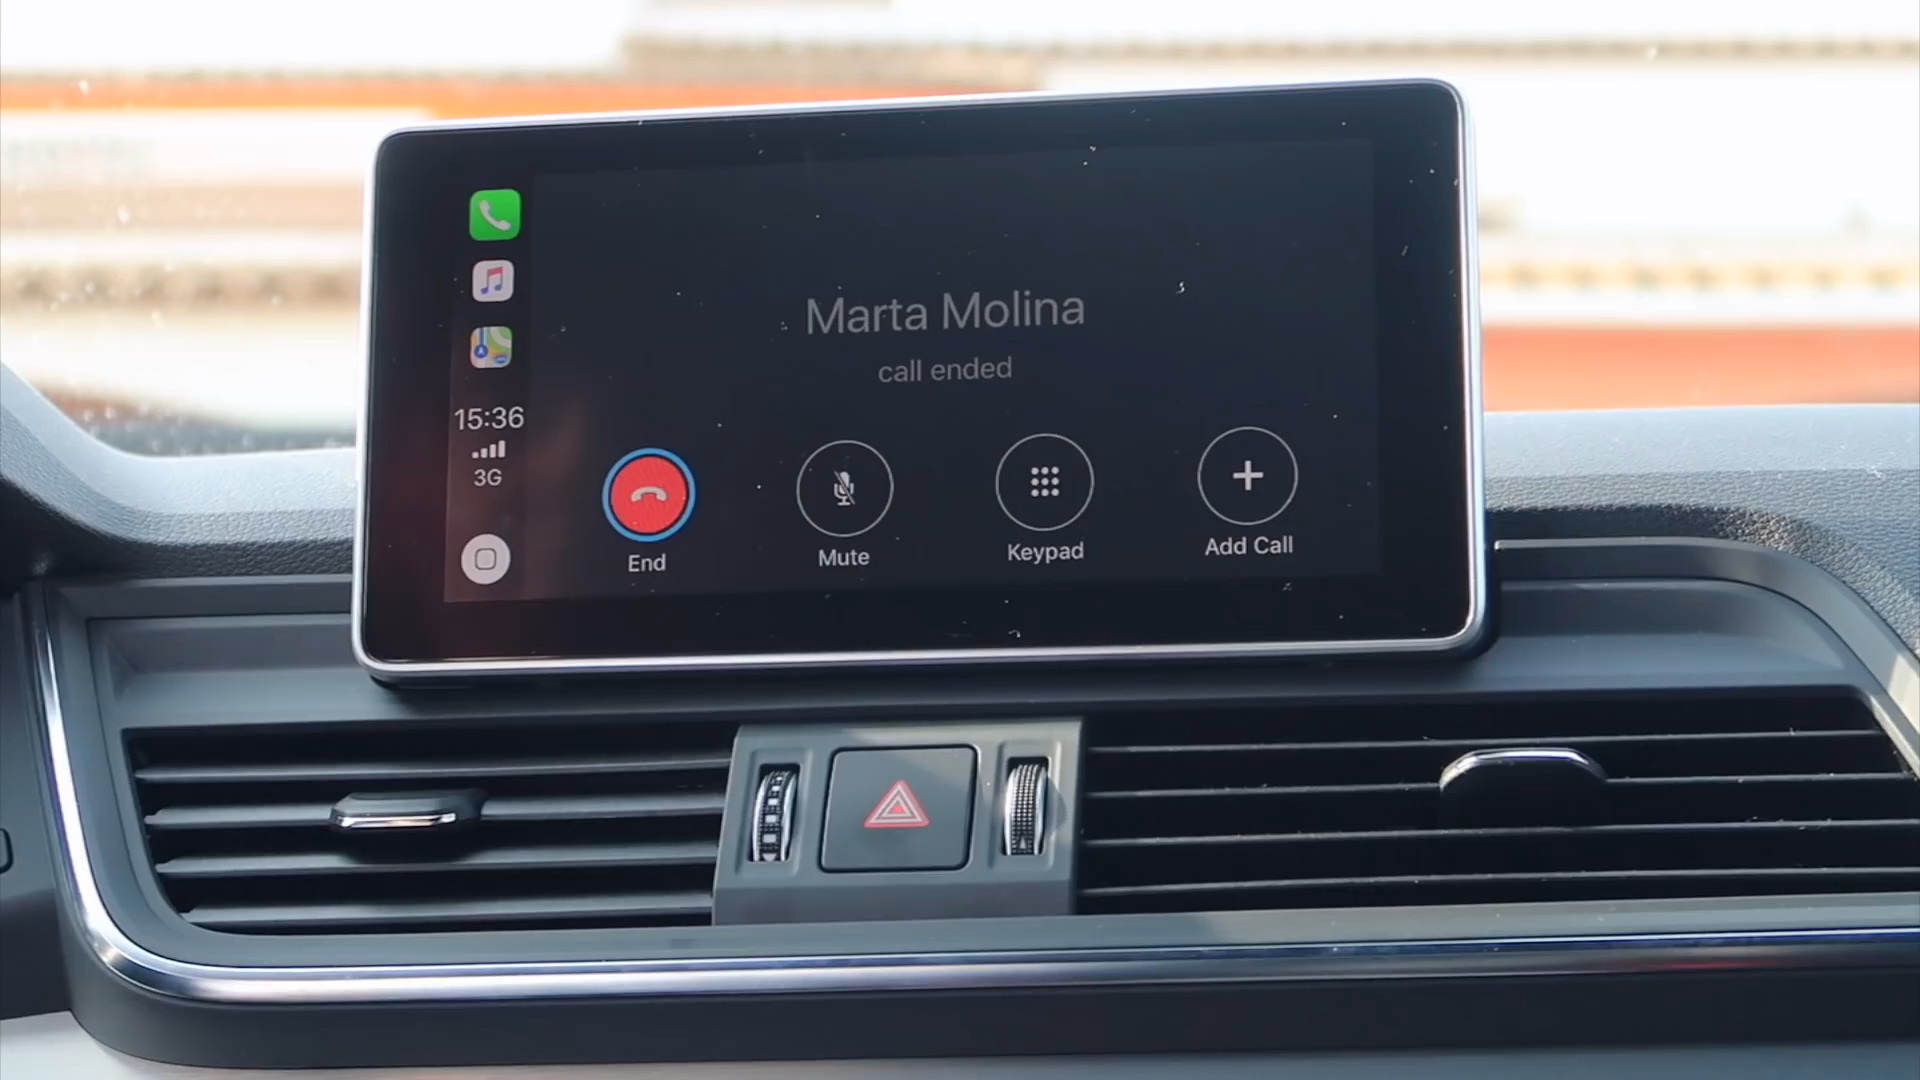 Marta Molina
call ended
15:36
3G
End
Mute
Keypad
Add Call